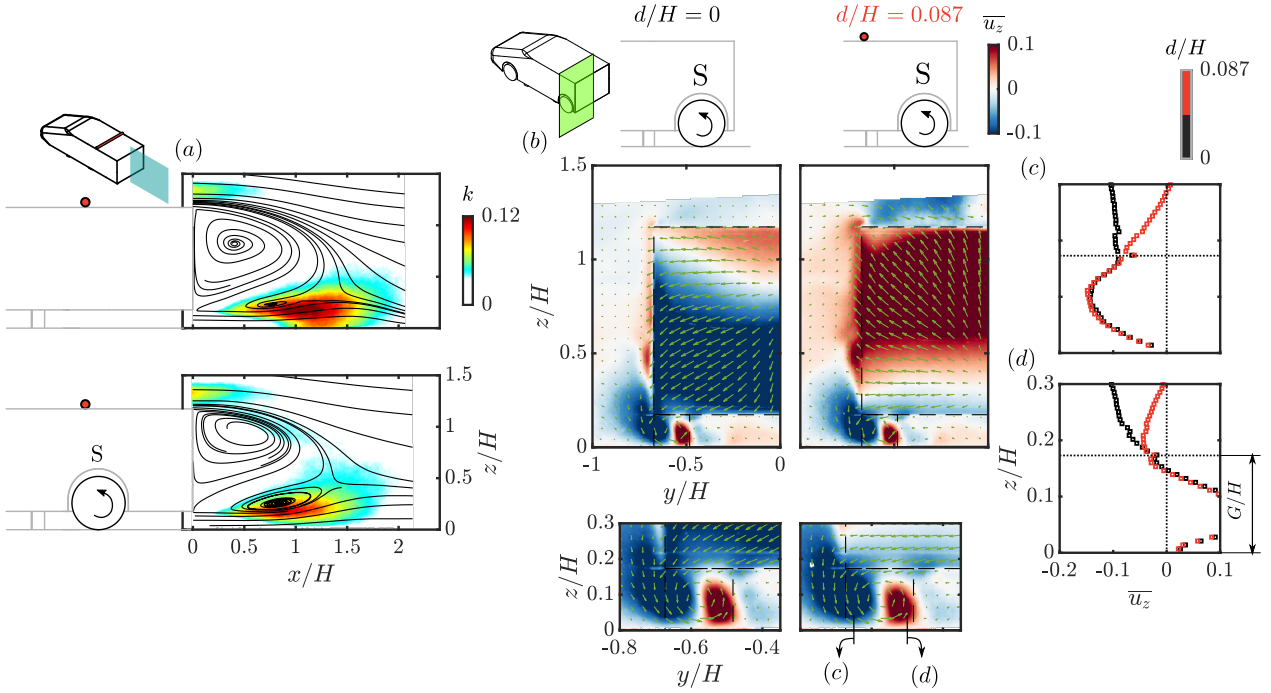 d/H = 0
d/H = 0.087
u_z
0.1
0
-0.1
d/H
0.087
0
S
S
(a)
(b)
(c)
k
0.12
0
1.5
1
0.5
0
z/H
-1
-0.5
0
y/H
S
1.5
1
0.5
0
z/H
0
0.5
1
1.5
2
x/H
(d)
0.3
0.2
0.1
0
z/H
G/H
-0.2
-0.1
0
0.1
u_z
0.3
0.2
0.1
0
z/H
-0.8
-0.6
-0.4
y/H
(c)
(d)